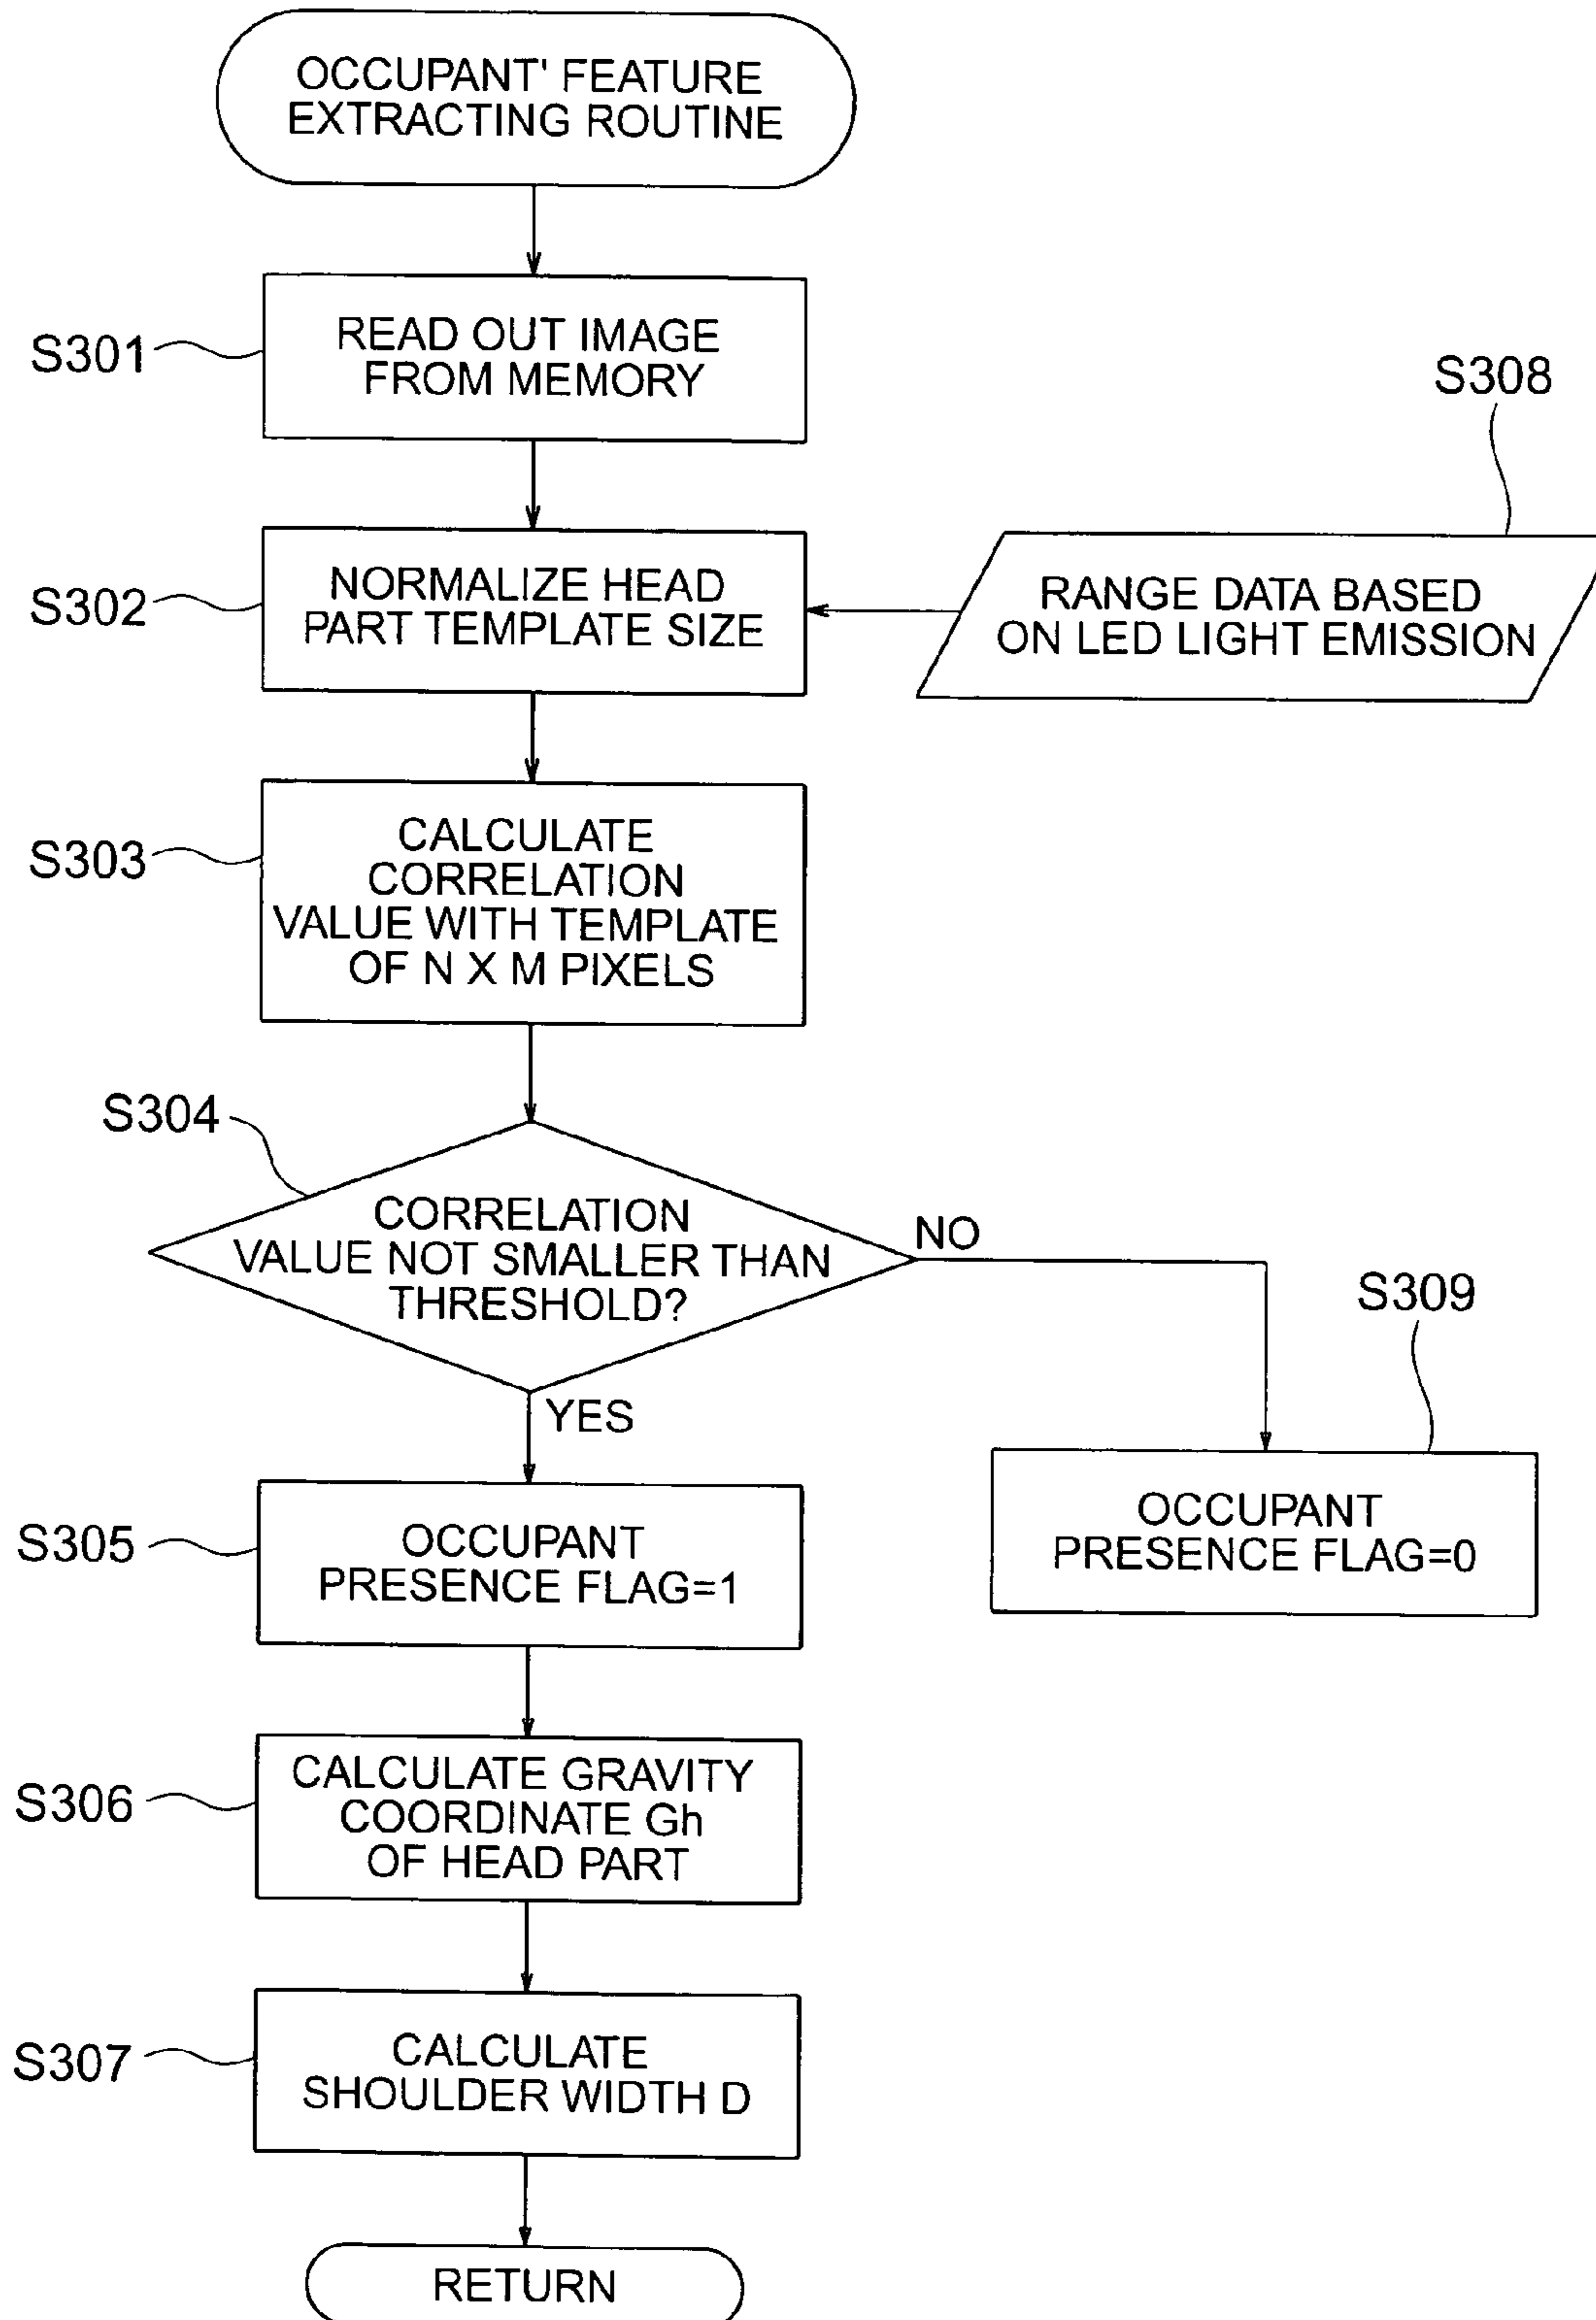 OCCUPANT' FEATURE
EXTRACTING ROUTINE
S301
READ OUT IMAGE
FROM MEMORY
S308
S302
NORMALIZE HEAD
PART TEMPLATE SIZE
RANGE DATA BASED
ON LED LIGHT EMISSION
S303
CALCULATE
CORRELATION
VALUE WITH TEMPLATE
OF N X M PIXELS
S304
CORRELATION
VALUE NOT SMALLER THAN
THRESHOLD?
NO
YES
S309
S305
OCCUPANT
PRESENCE FLAG=1
OCCUPANT
PRESENCE FLAG=0
S306
CALCULATE GRAVITY
COORDINATE Gh
OF HEAD PART
S307
CALCULATE
SHOULDER WIDTH D
RETURN